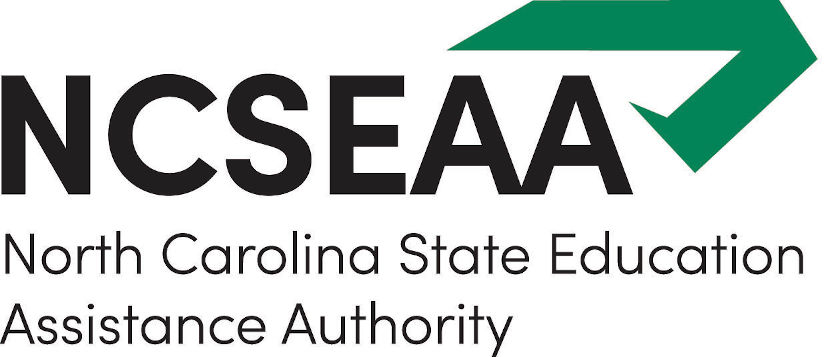 NCSEAA
North Carolina State Education
Assistance Authority